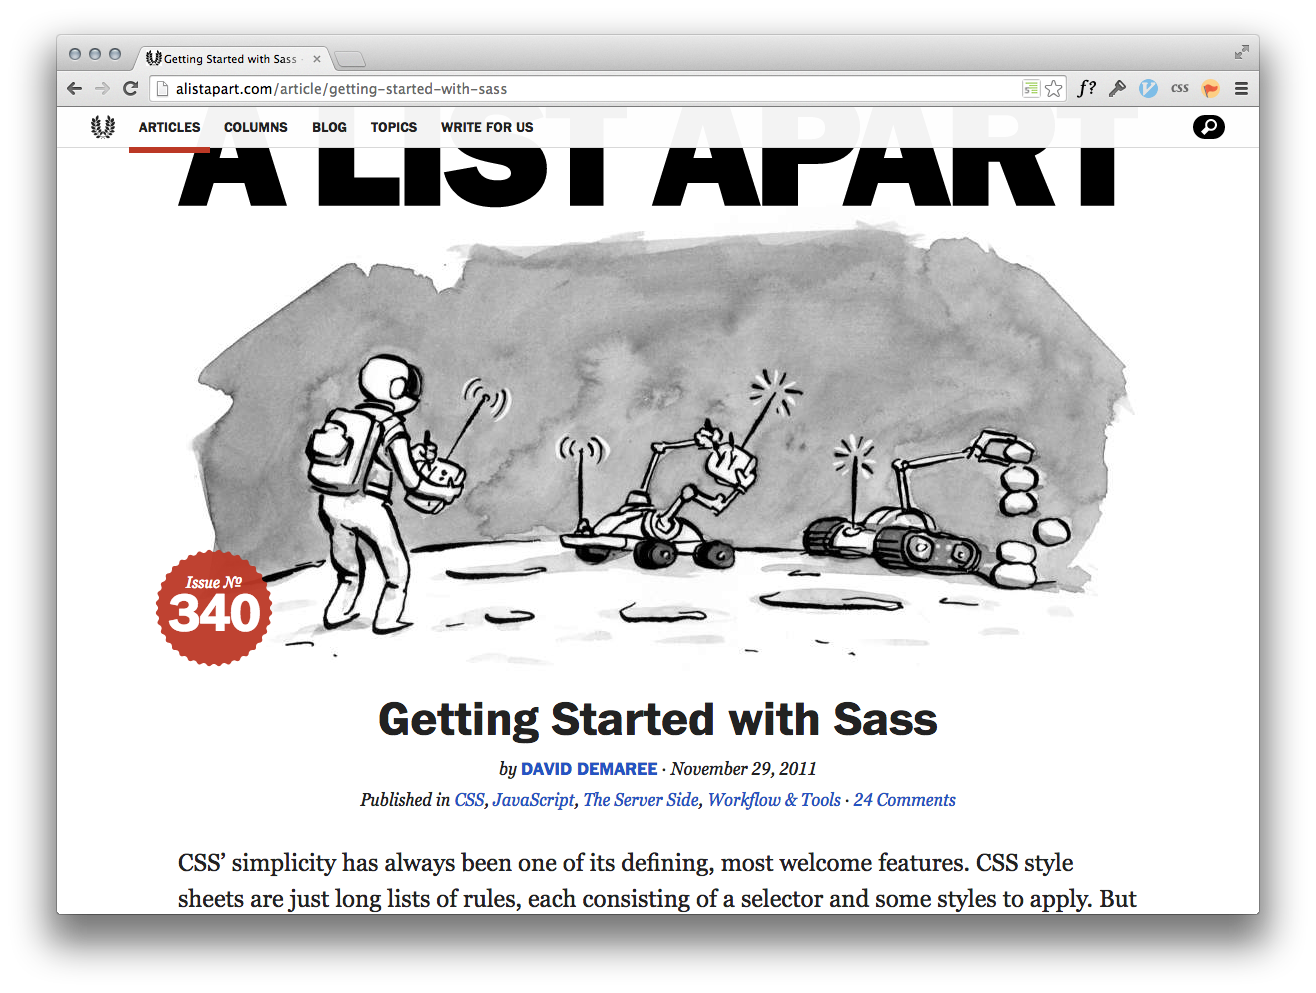 Getting Started with Sass
alistapart.com/article/getting-started-with-sass
f?
CSS
ARTICLES COLUMNS BLOG TOPICS WRITE FOR US
A LIST APART
Issue №
340
Getting Started with Sass
by DAVID DEMAREE · November 29, 2011
Published in CSS, JavaScript, The Server Side, Workflow & Tools · 24 Comments
CSS’ simplicity has always been one of its defining, most welcome features. CSS style
sheets are just long lists of rules, each consisting of a selector and some styles to apply. But